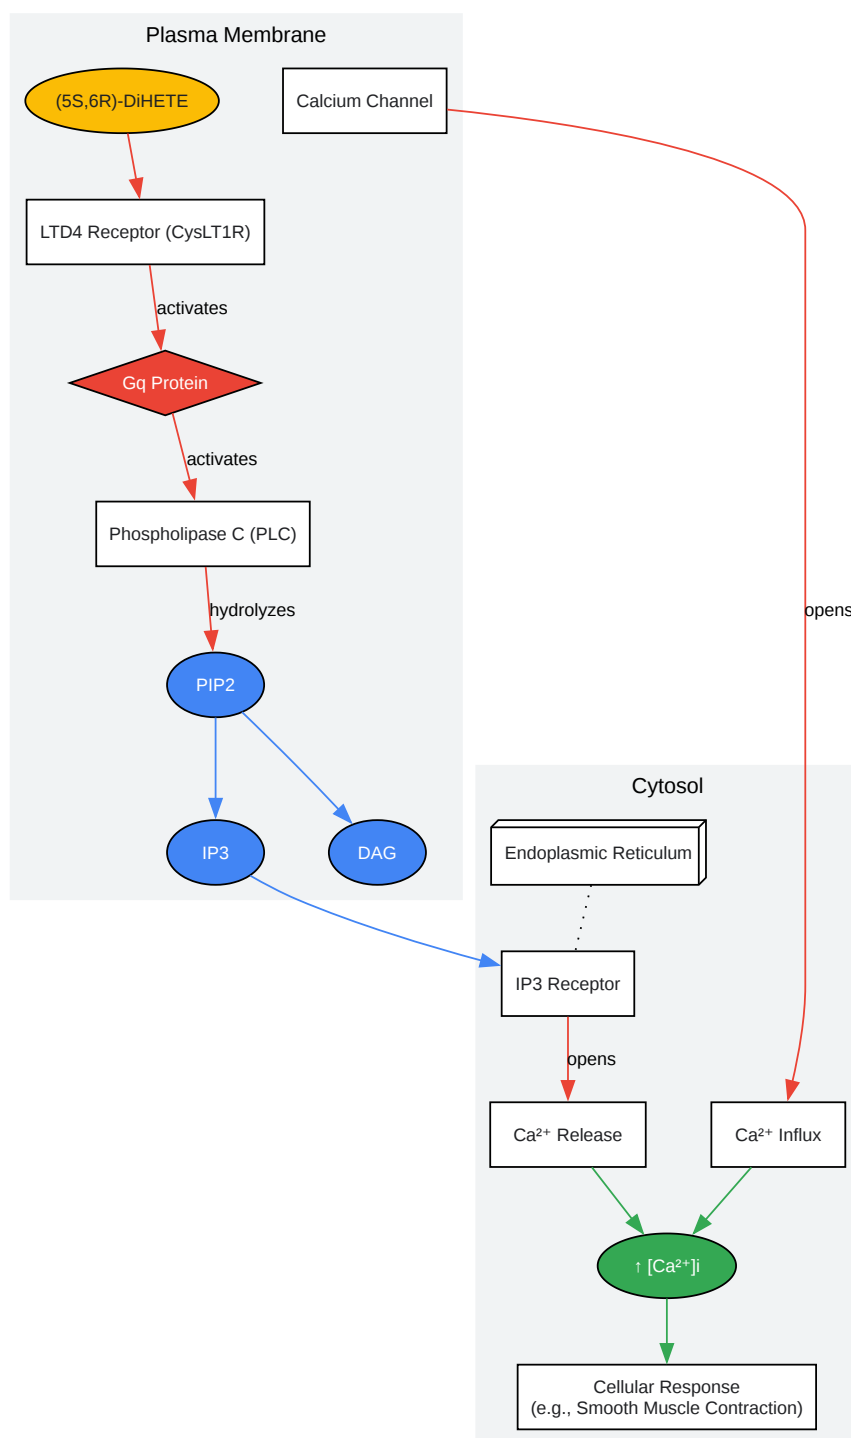 Plasma Membrane
(5S,6R)-DiHETE
Calcium Channel
LTD4 Receptor (CysLT1R)
activates
Gq Protein
activates
Phospholipase C (PLC)
hydrolyzes
opens
PIP2
Cytosol
IP3
DAG
Endoplasmic Reticulum
IP3 Receptor
opens
Ca²⁺ Release
Ca²⁺ Influx
↑ [Ca²⁺]i
Cellular Response
(e.g., Smooth Muscle Contraction)